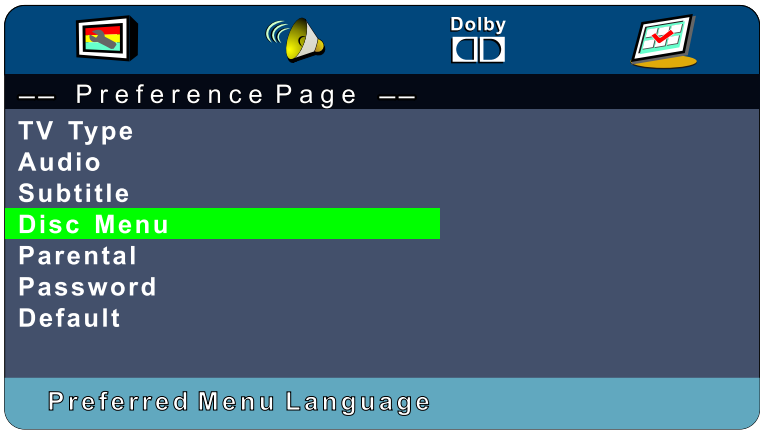 Dolby
—— Preference Page ——
TV Type
Audio
Subtitle
Disc Menu
Parental
Password
Default
Preferred Menu Language